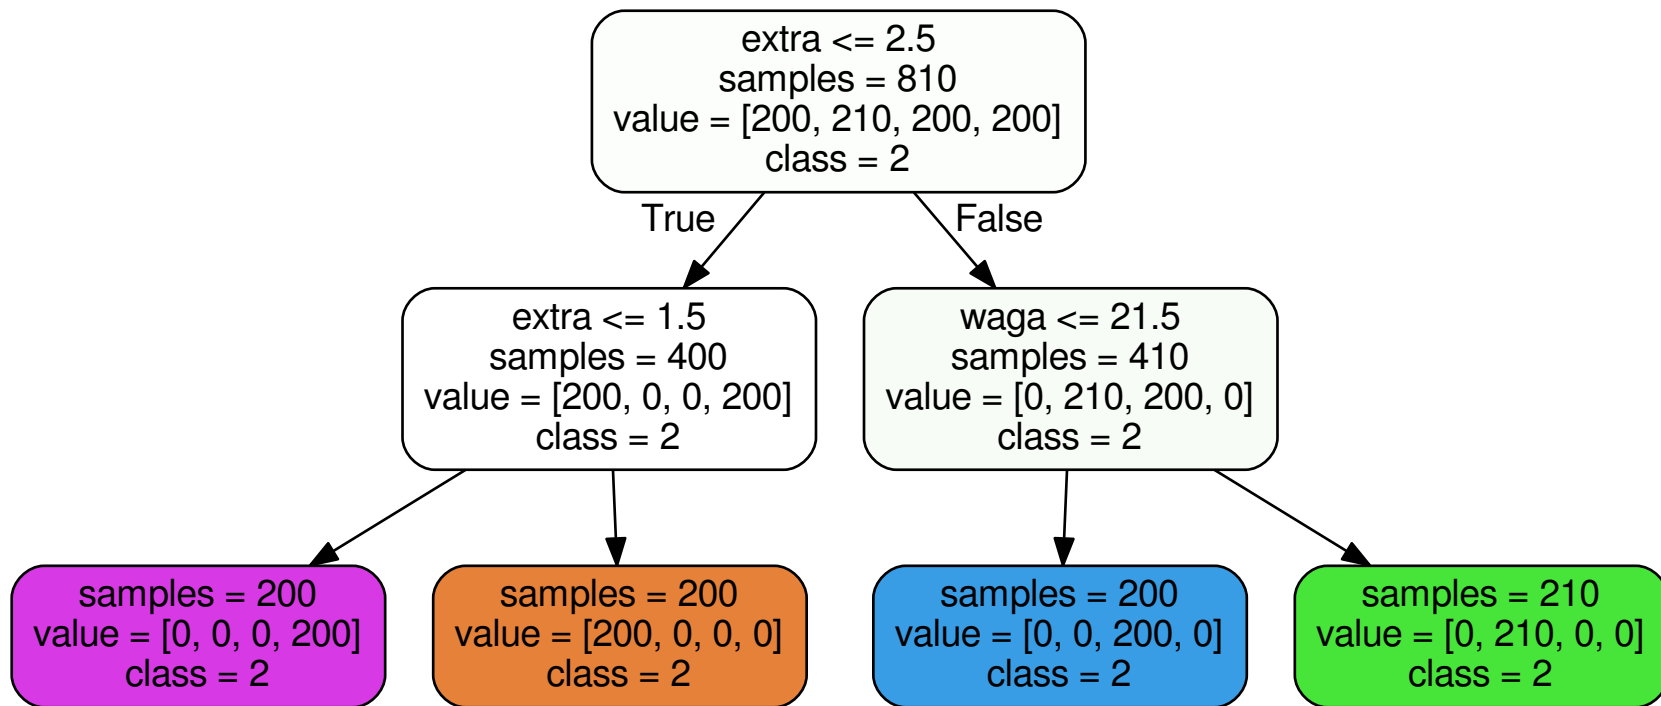 extra <= 2.5
samples = 810
value = [200, 210, 200, 200]
class = 2
True
False
extra <= 1.5
samples = 400
value = [200, 0, 0, 200]
class = 2
waga <= 21.5
samples = 410
value = [0, 210, 200, 0]
class = 2
samples = 200
value = [0, 0, 0, 200]
class = 2
samples = 200
value = [200, 0, 0, 0]
class = 2
samples = 200
value = [0, 0, 200, 0]
class = 2
samples = 210
value = [0, 210, 0, 0]
class = 2